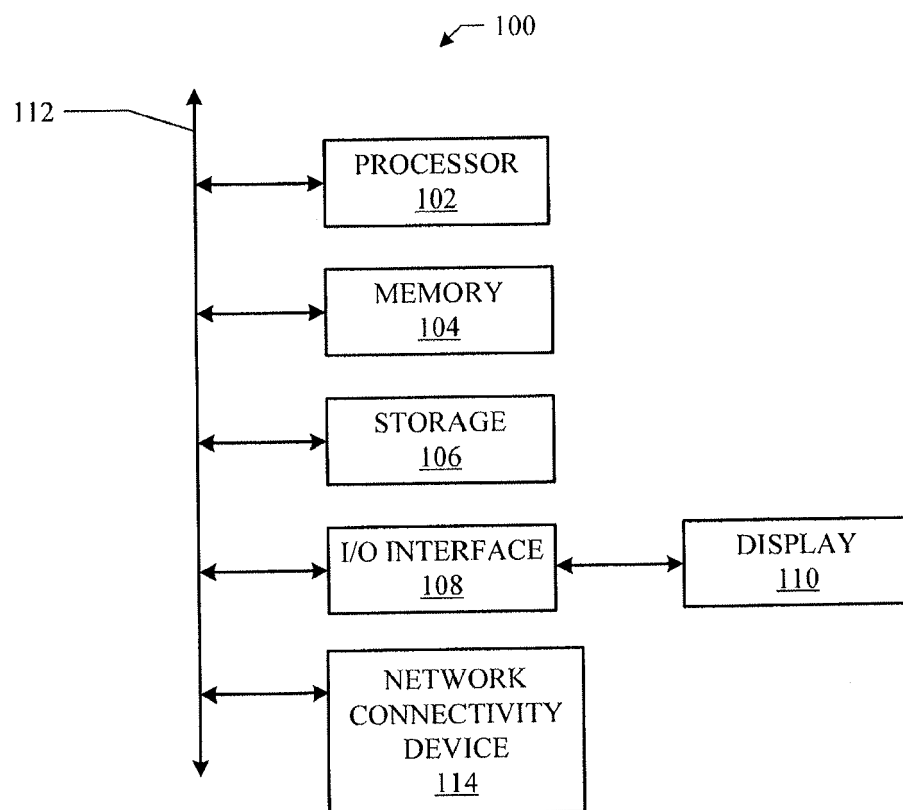 100
112
PROCESSOR
102
MEMORY
104
STORAGE
106
I/O INTERFACE
108
DISPLAY
110
NETWORK
CONNECTIVITY
DEVICE
114